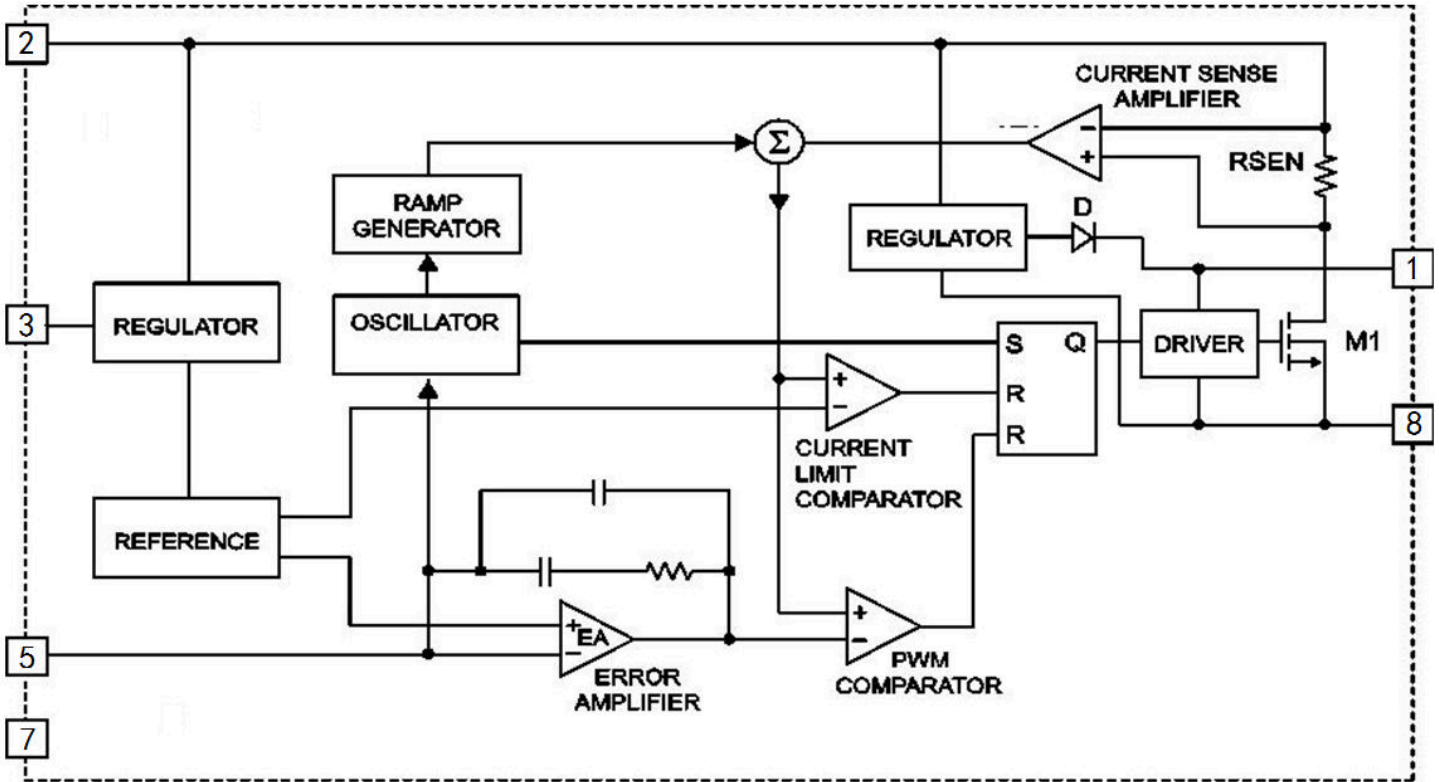 2
CURRENT SENSE
AMPLIFIER
-
+
Σ
RSEN
RAMP
GENERATOR
D
REGULATOR
1
3
REGULATOR
OSCILLATOR
S
Q
DRIVER
M1
+
-
R
R
8
CURRENT
LIMIT
COMPARATOR
REFERENCE
+
EA
-
ERROR
AMPLIFIER
+
-
PWM
COMPARATOR
5
7